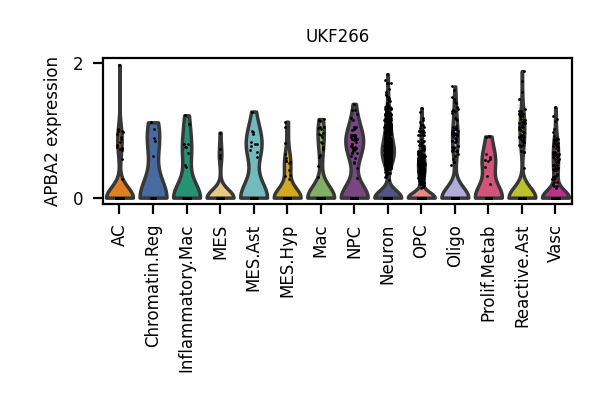 UKF266
APBA2 expression
2
0
AC
Chromatin.Reg
Inflammatory.Mac
MES
MES.Ast
MES.Hyp
Mac
NPC
Neuron
OPC
Oligo
Prolif.Metab
Reactive.Ast
Vasc